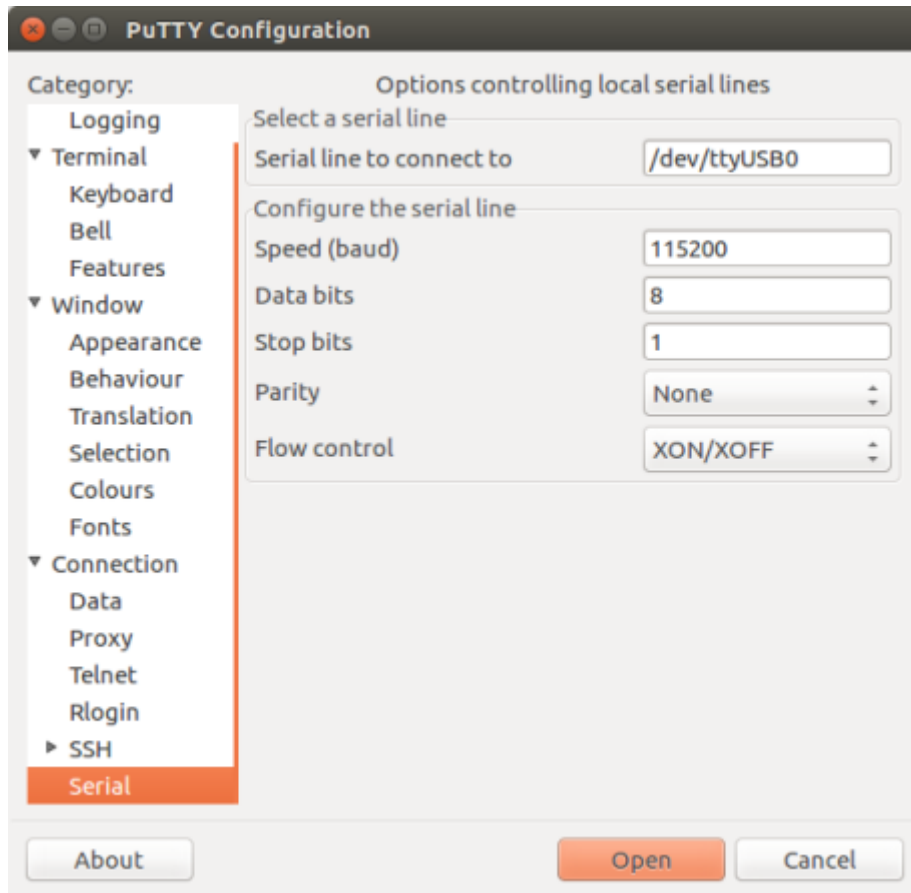 PuTTY Configuration
Category:
Logging
Terminal
Keyboard
Bell
Features
Window
Appearance
Behaviour
Translation
Selection
Colours
Fonts
Connection
Data
Proxy
Telnet
Rlogin
SSH
Serial
Options controlling local serial lines
Select a serial line
Serial line to connect to /dev/ttyUSB0
Configure the serial line
Speed (baud) 115200
Data bits 8
Stop bits 1
Parity None
Flow control XON/XOFF
About Open Cancel